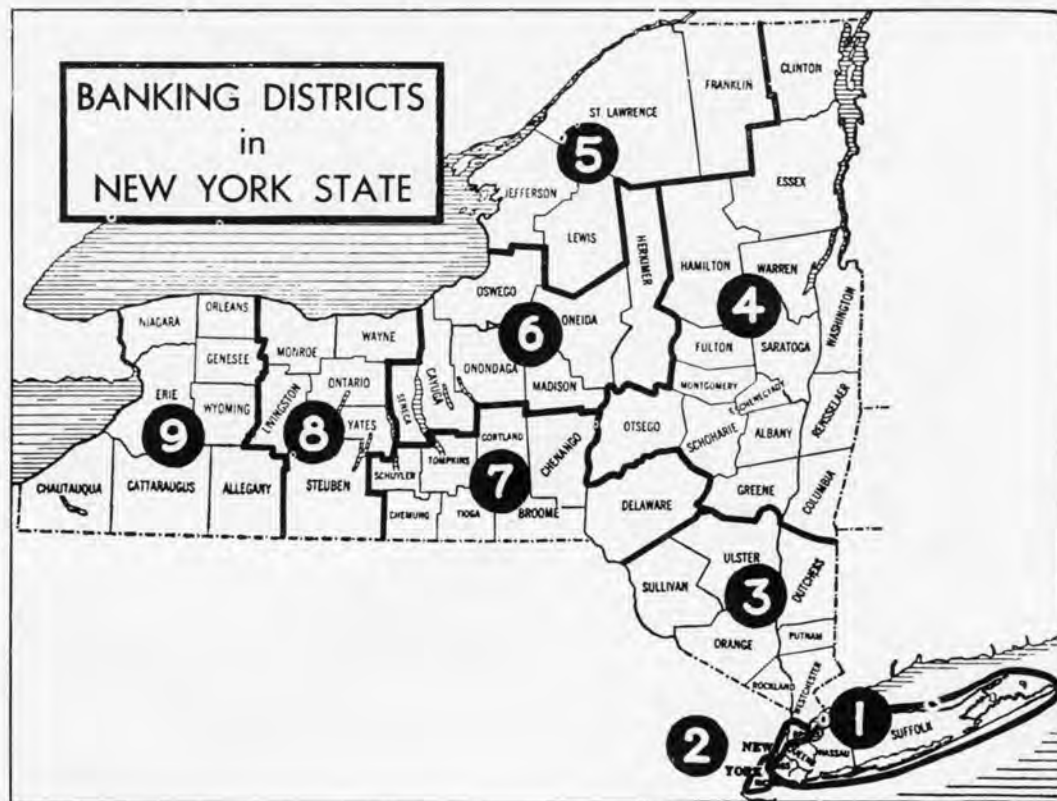 BANKING DISTRICTS
in
NEW YORK STATE
CLINTON
FRANKLIN
ST. LAWRENCE
5
ESSEX
JEFFERSON
LEWIS
HERKIMER
HAMILTON
WARREN
WASHINGTON
4
OSWEGO
6
ONEIDA
ORLEANS
NIAGARA
WAYNE
MONROE
GENESEE
FULTON
SARATOGA
ONONDAGA
CAYUGA
SENECA
MADISON
MONTGOMERY
SCHENECTADY
RENSSELAER
ERIE
WYOMING
LIVINGSTON
ONTARIO
9
8
YATES
OTSEGO
SCHOHARIE
ALBANY
CORTLAND
CHENANGO
TOMPKINS
7
SCHUYLER
CHAUTAUQUA
CATTARAUGUS
ALLEGANY
STEUBEN
CHEMUNG
TIOGA
BROOME
DELAWARE
GREENE
COLUMBIA
ULSTER
SULLIVAN
3
DUTCHERS
ORANGE
PUTNAM
ROCKLAND
WESTCHESTER
1
SUFFOLK
2
NEW
YORK
NASSAU